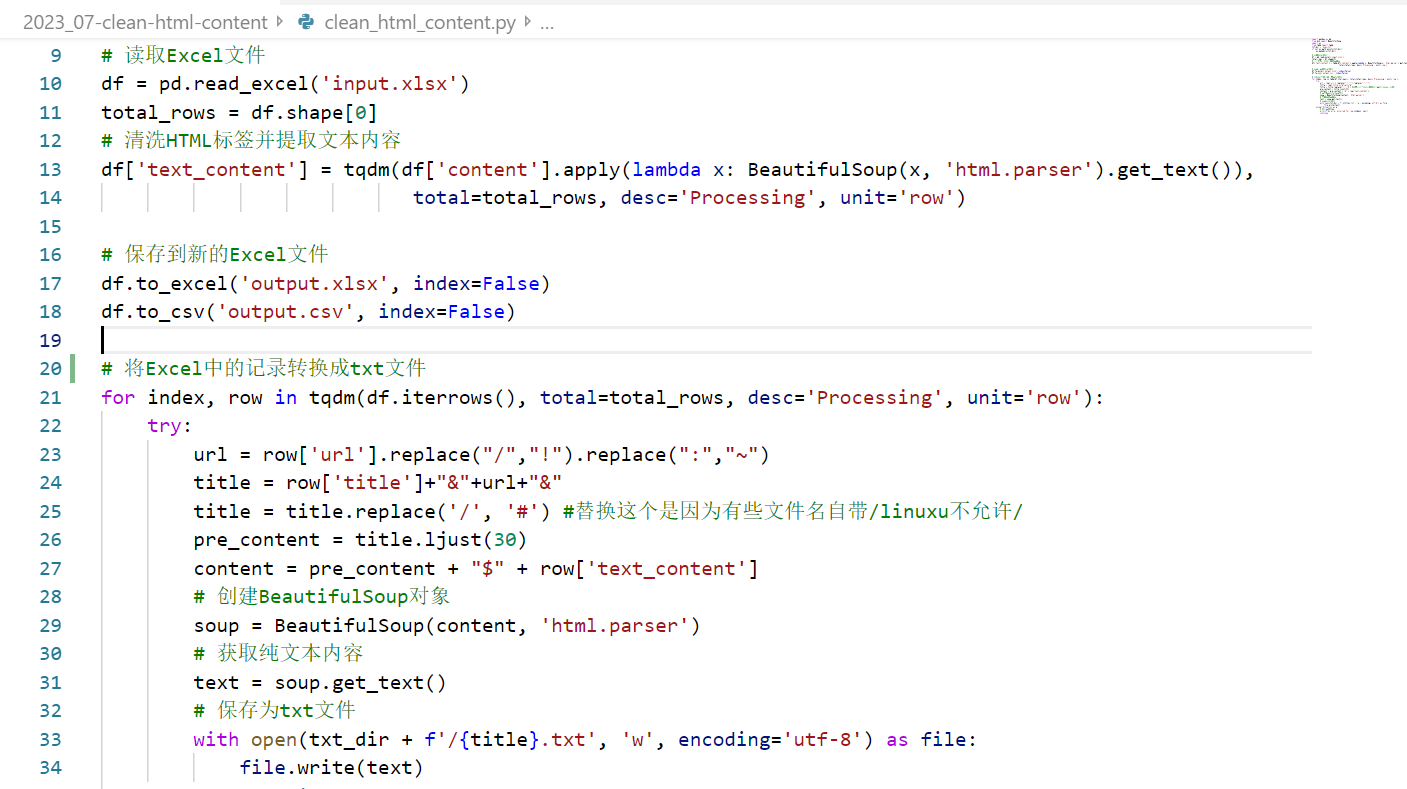 2023_07-clean-html-content clean_html_content.py ...
9 # 读取Excel文件
10 df = pd.read_excel('input.xlsx')
11 total_rows = df.shape[0]
12 # 清洗HTML标签并提取文本内容
13 df['text_content'] = tqdm(df['content'].apply(lambda x: BeautifulSoup(x, 'html.parser').get_text()),
14 total=total_rows, desc='Processing', unit='row')
15
16 # 保存到新的Excel文件
17 df.to_excel('output.xlsx', index=False)
18 df.to_csv('output.csv', index=False)
19
20 # 将Excel中的记录转换成txt文件
21 for index, row in tqdm(df.iterrows(), total=total_rows, desc='Processing', unit='row'):
22 try:
23 url = row['url'].replace("/","!").replace(":","~")
24 title = row['title']+"&"+url+"&"
25 title = title.replace('/', '#') #替换这个是因为有些文件名自带/linuxu不允许/
26 pre_content = title.ljust(30)
27 content = pre_content + "$" + row['text_content']
28 # 创建BeautifulSoup对象
29 soup = BeautifulSoup(content, 'html.parser')
30 # 获取纯文本内容
31 text = soup.get_text()
32 # 保存为txt文件
33 with open(txt_dir + f'/{title}.txt', 'w', encoding='utf-8') as file:
34 file.write(text)